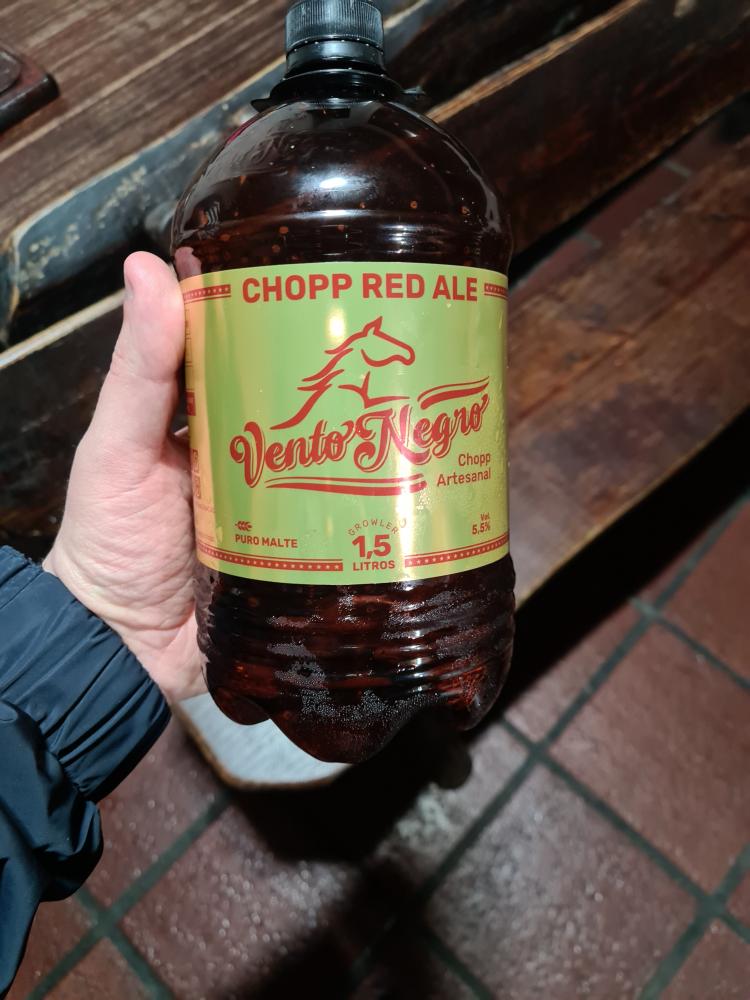 CHOPP RED ALE
Vento Negro
Chopp
Artesanal
PURO MALTE
GROWLER
1,5
LITROS
Vol.
5,5%